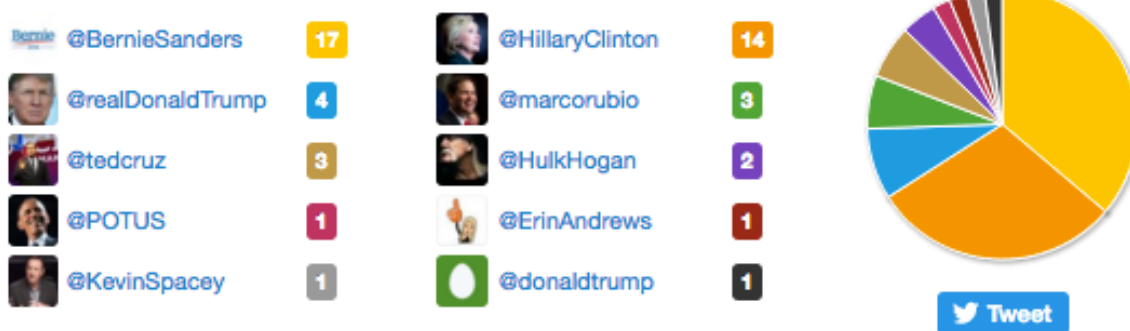 Bernie @BernieSanders 17 @HillaryClinton 14
@realDonaldTrump 4 @marcorubio 3
@tedcruz 3 @HulkHogan 2
@POTUS 1 @ErinAndrews 1
@KevinSpacey 1 @donaldtrump 1
Tweet